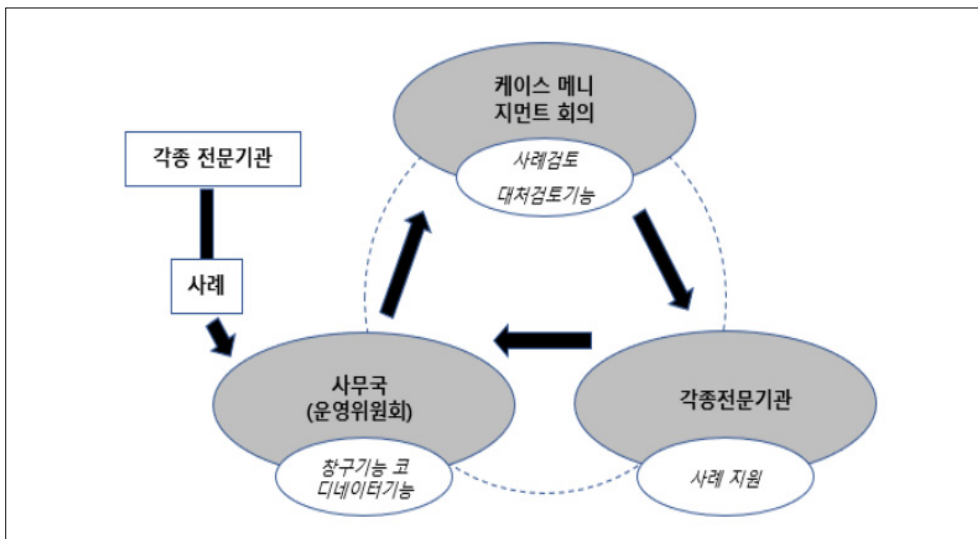 케이스 메니
지먼트 회의
사례검토
대처검토기능
각종 전문기관
사례
사무국
(운영위원회)
창구기능 코
디네이터기능
각종전문기관
사례 지원